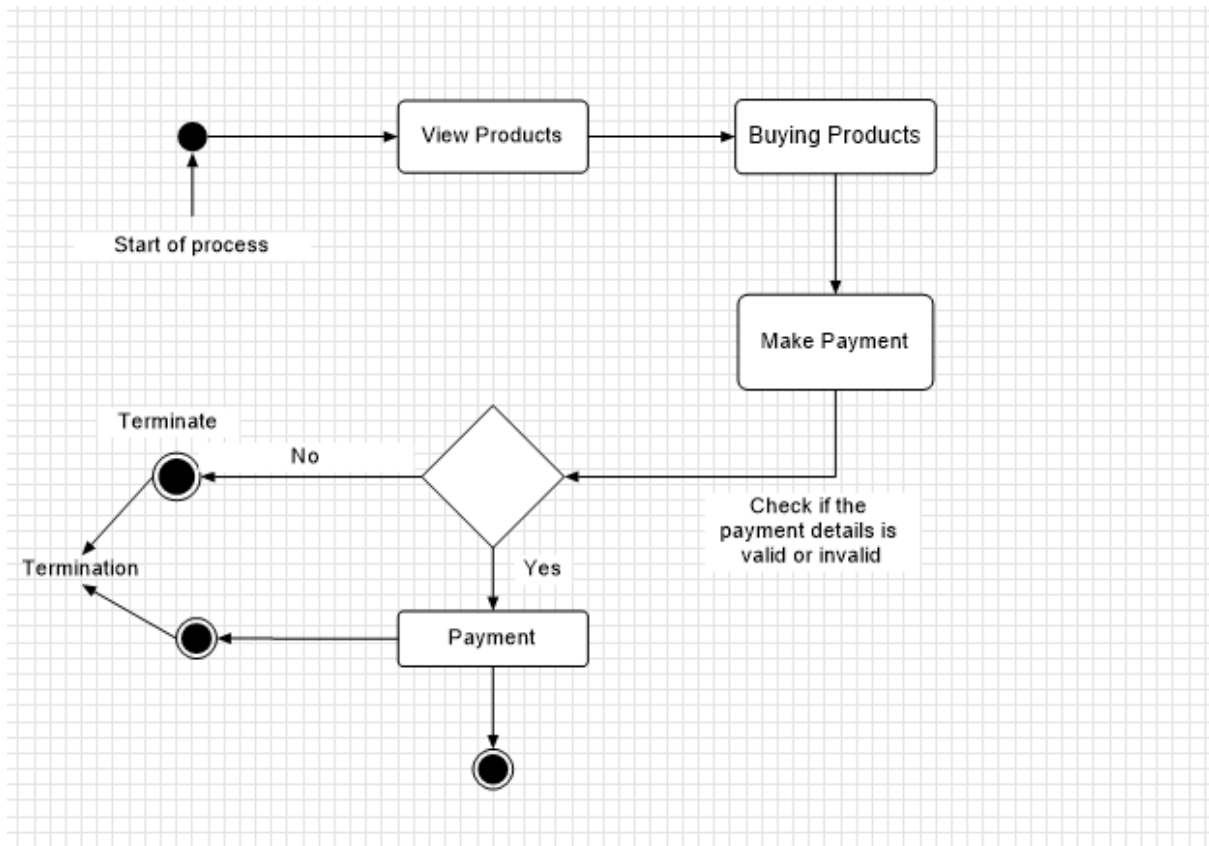 View Products
Buying Products
Start of process
Make Payment
Terminate
No
Check if the
payment details is
valid or invalid
Termination
Yes
Payment